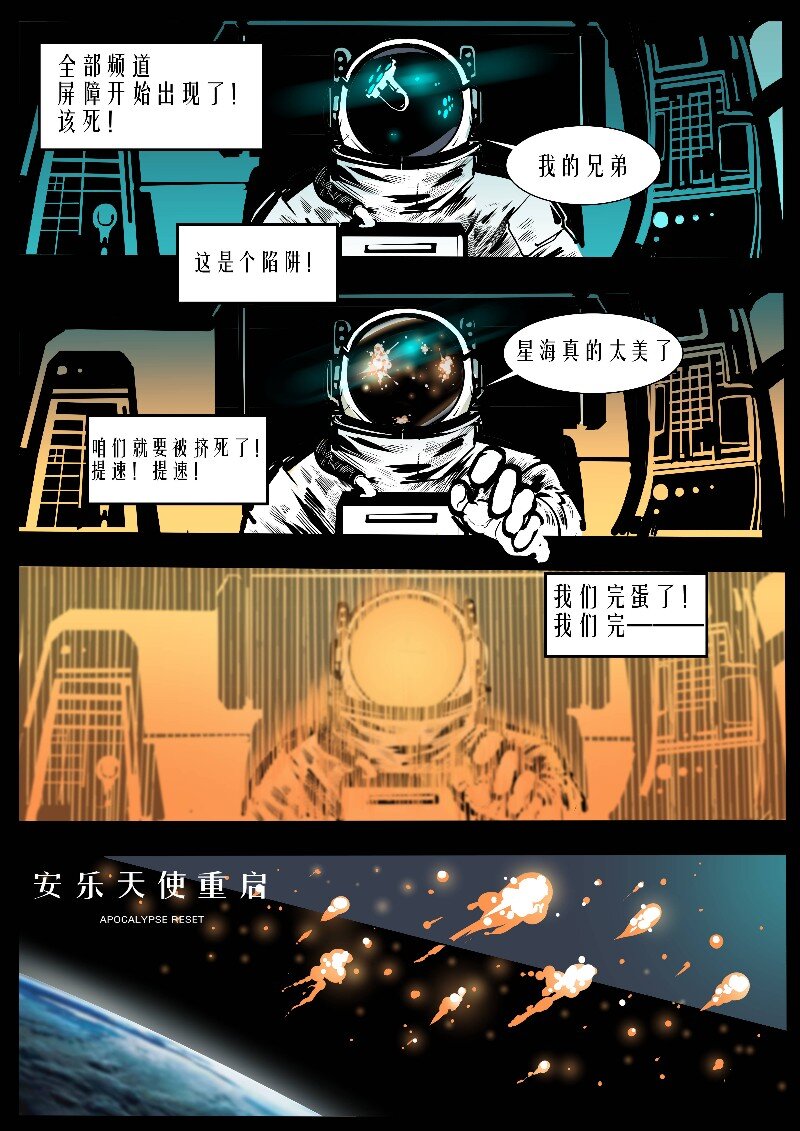 全部频道
屏障开始出现了!
该死!
我的兄弟
这是个陷阱!
星海真的太美了
咱们就要被挤死了!
提速!提速!
我们完蛋了!
我们完————
安乐天使重启
APOCALYPSE RESET